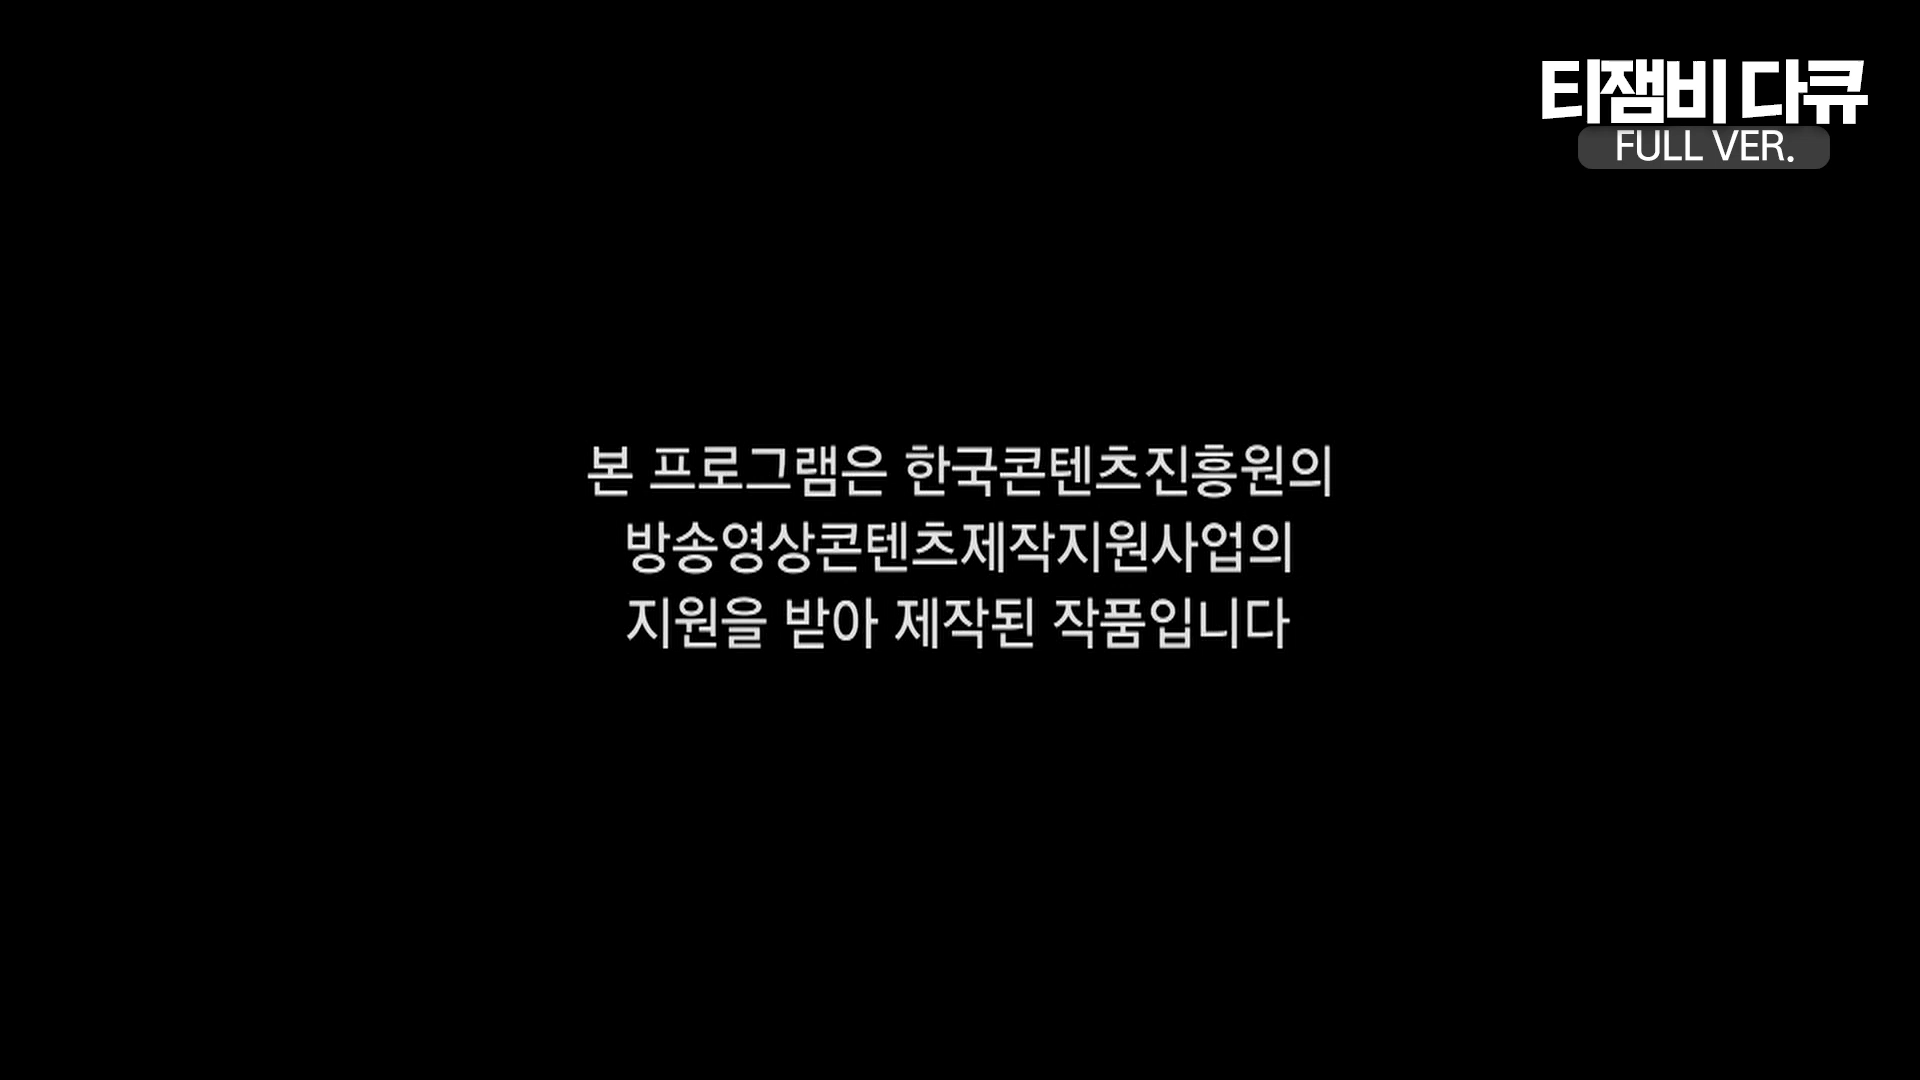 티잼비 다큐
FULL VER.
본 프로그램은 한국콘텐츠진흥원의
방송영상콘텐츠제작지원사업의
지원을 받아 제작된 작품입니다